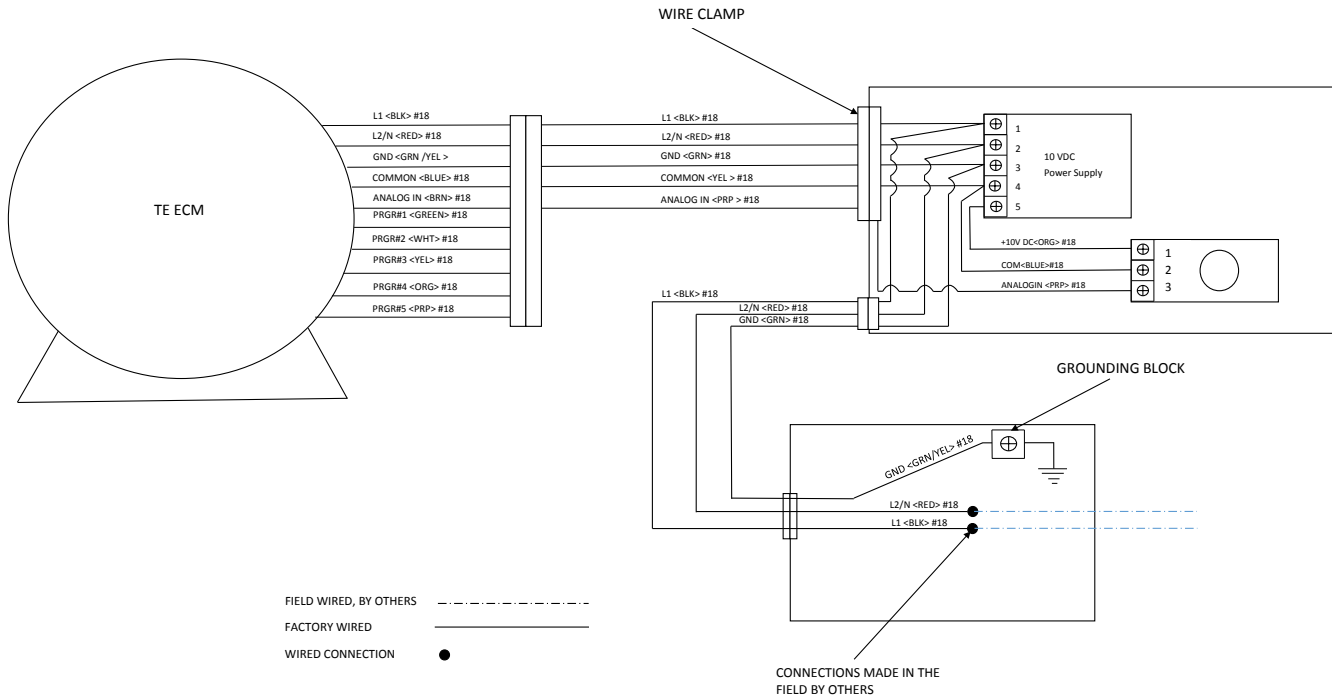 WIRE CLAMP
L1 <BLK> #18
L2/N <RED> #18
GND <GRN /YEL >
COMMON <BLUE> #18
ANALOG IN <BRN> #18
PRGR#1 <GREEN> #18
PRGR#2 <WHT> #18
PRGR#3 <YEL> #18
PRGR#4 <ORG> #18
PRGR#5 <PRP> #18
TE ECM
L1 <BLK> #18
L2/N <RED> #18
GND <GRN> #18
COMMON <YEL > #18
ANALOG IN <PRP > #18
1
2
3
4
5
10 VDC
Power Supply
+10V DC<ORG> #18
COM<BLUE>#18
ANALOGIN <PRP> #18
1
2
3
L1 <BLK> #18
L2/N <RED> #18
GND <GRN> #18
GROUNDING BLOCK
GND <GRN/YEL> #18
L2/N <RED> #18
L1 <BLK> #18
FIELD WIRED, BY OTHERS
FACTORY WIRED
WIRED CONNECTION
CONNECTIONS MADE IN THE
FIELD BY OTHERS